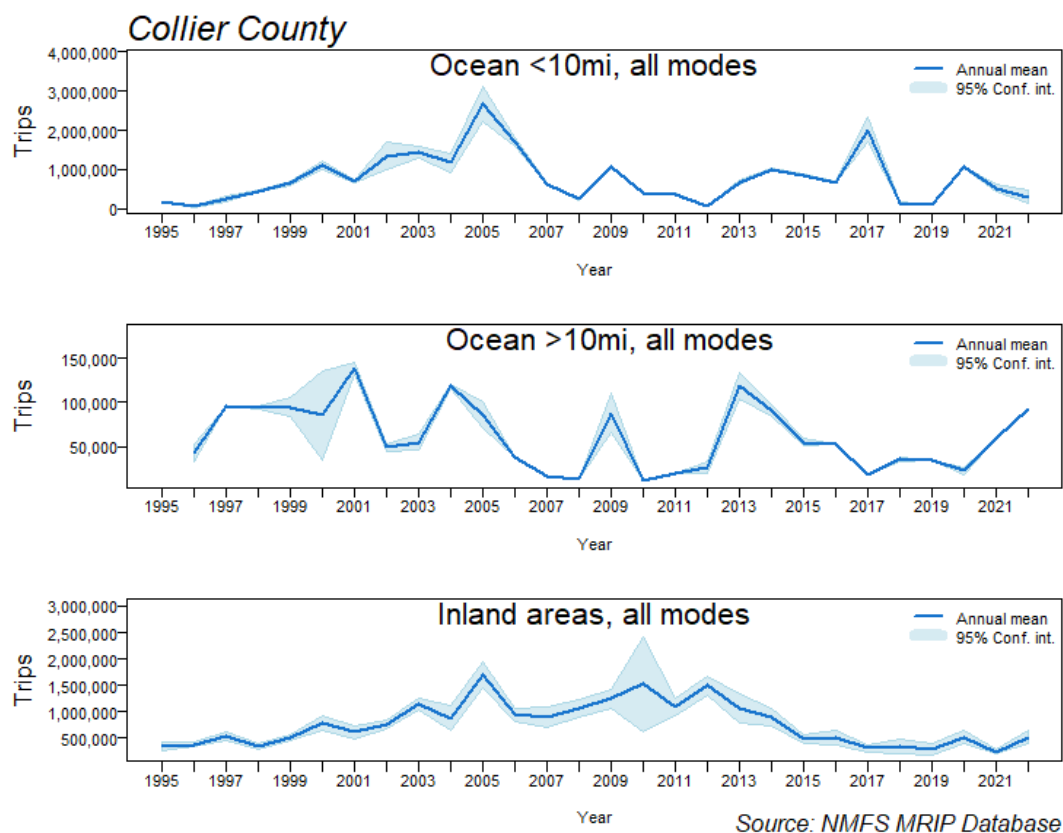 Collier County
Ocean <10mi, all modes
4,000,000
3,000,000
2,000,000
1,000,000
0
Trips
Annual mean
95% Conf. int.
1995 1997 1999 2001 2003 2005 2007 2009 2011 2013 2015 2017 2019 2021
Year
Ocean >10mi, all modes
150,000
100,000
50,000
Trips
Annual mean
95% Conf. int.
1995 1997 1999 2001 2003 2005 2007 2009 2011 2013 2015 2017 2019 2021
Year
Inland areas, all modes
3,000,000
2,500,000
2,000,000
1,500,000
1,000,000
500,000
Trips
Annual mean
95% Conf. int.
1995 1997 1999 2001 2003 2005 2007 2009 2011 2013 2015 2017 2019 2021
Year
Source: NMFS MRIP Database